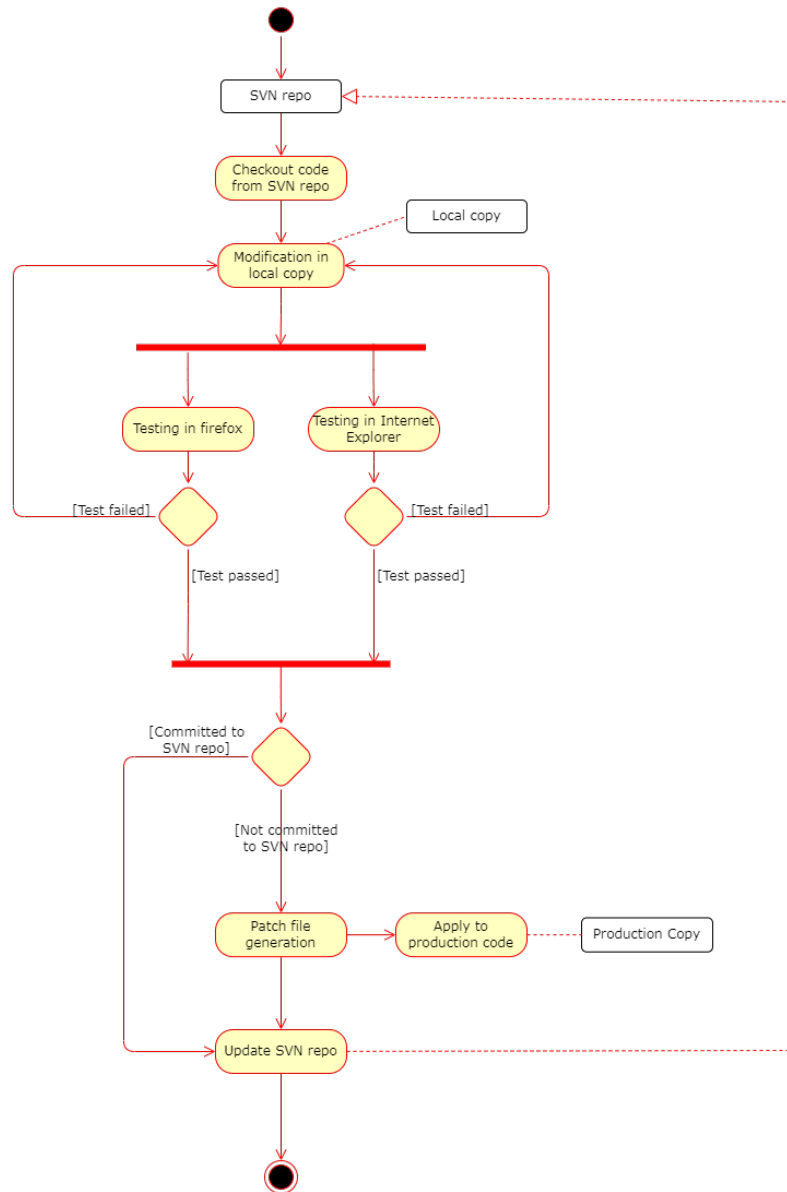 SVN repo
Checkout code
from SVN repo
Local copy
Modification in
local copy
Testing in firefox
Testing in Internet
Explorer
[Test failed]
[Test failed]
[Test passed]
[Test passed]
[Committed to
SVN repo]
[Not committed
to SVN repo]
Patch file
generation
Apply to
production code
Production Copy
Update SVN repo